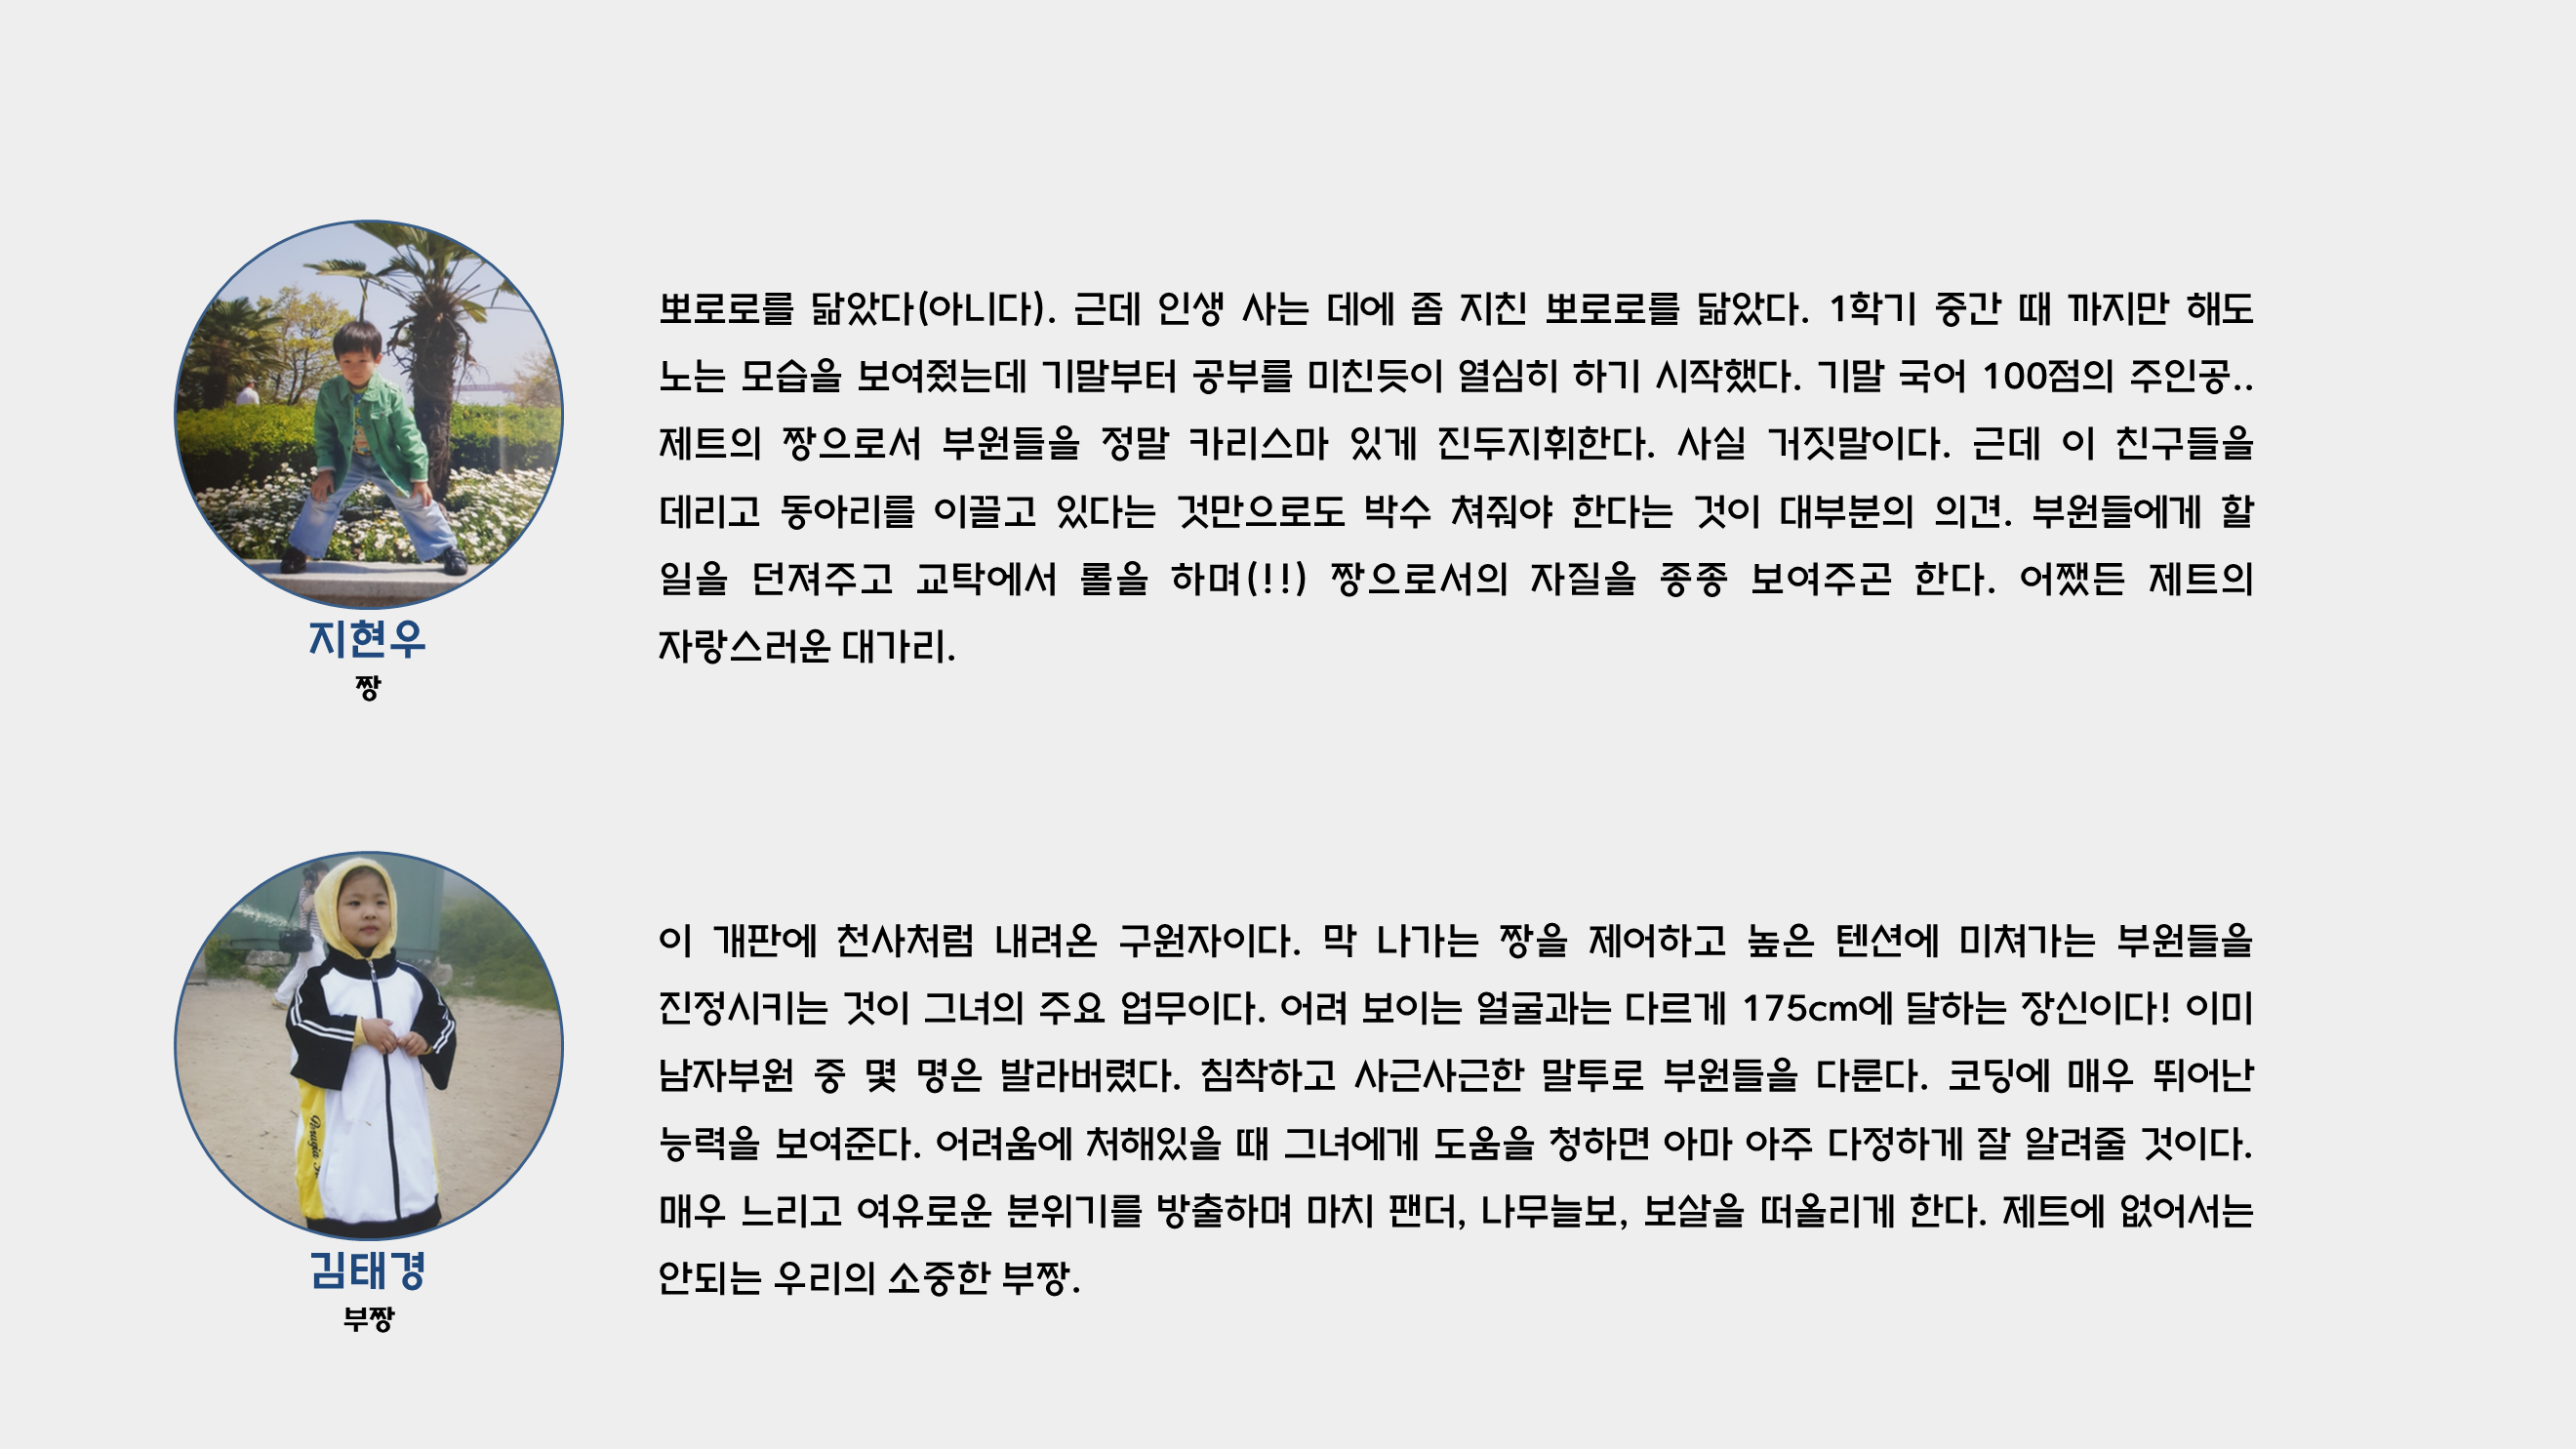 뽀로로를 닮았다(아니다). 근데 인생 사는 데에 좀 지친 뽀로로를 닮았다. 1학기 중간 때 까지만 해도
노는 모습을 보여줬는데 기말부터 공부를 미친듯이 열심히 하기 시작했다. 기말 국어 100점의 주인공..
제트의 짱으로서 부원들을 정말 카리스마 있게 진두지휘한다. 사실 거짓말이다. 근데 이 친구들을
데리고 동아리를 이끌고 있다는 것만으로도 박수 쳐줘야 한다는 것이 대부분의 의견. 부원들에게 할
일을 던져주고 교탁에서 롤을 하며(!!) 짱으로서의 자질을 종종 보여주곤 한다. 어쨌든 제트의
자랑스러운 대가리.
지현우
짱
이 개판에 천사처럼 내려온 구원자이다. 막 나가는 짱을 제어하고 높은 텐션에 미쳐가는 부원들을
진정시키는 것이 그녀의 주요 업무이다. 어려 보이는 얼굴과는 다르게 175cm에 달하는 장신이다! 이미
남자부원 중 몇 명은 발라버렸다. 침착하고 사근사근한 말투로 부원들을 다룬다. 코딩에 매우 뛰어난
능력을 보여준다. 어려움에 처해있을 때 그녀에게 도움을 청하면 아마 아주 다정하게 잘 알려줄 것이다.
매우 느리고 여유로운 분위기를 방출하며 마치 팬더, 나무늘보, 보살을 떠올리게 한다. 제트에 없어서는
안되는 우리의 소중한 부짱.
김태경
부짱